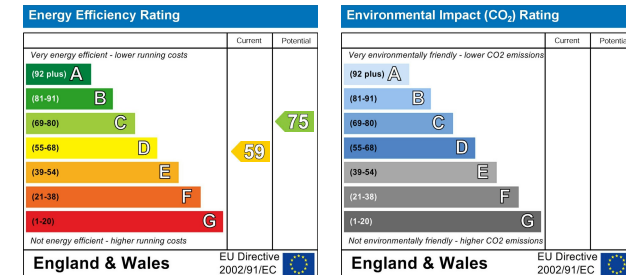 Energy Efficiency Rating
Current Potential
Very energy efficient - lower running costs
(92 plus) A
(81-91) B
(69-80) C
(55-68) D
(39-54) E
(21-38) F
(1-20) G
59
75
Not energy efficient - higher running costs
England & Wales
EU Directive
2002/91/EC
Environmental Impact (CO₂) Rating
Current Potential
Very environmentally friendly - lower CO2 emissions
(92 plus) A
(81-91) B
(69-80) C
(55-68) D
(39-54) E
(21-38) F
(1-20) G
Not environmentally friendly - higher CO2 emissions
England & Wales
EU Directive
2002/91/EC